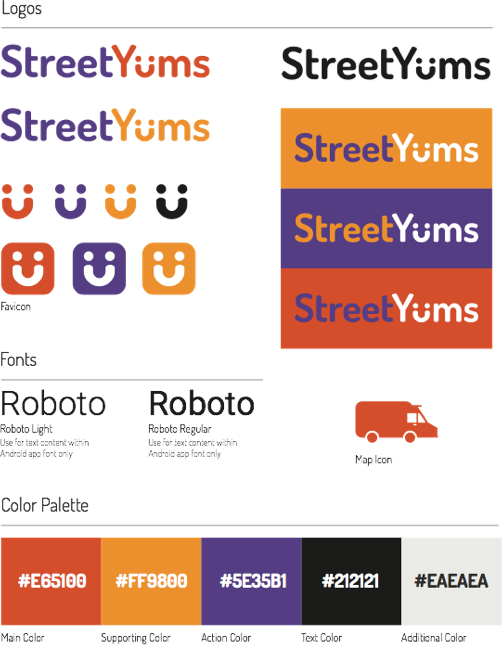 Logos
StreetYums
StreetYums
StreetYums
StreetYums
StreetYums
StreetYums
Favicon
Fonts
Roboto
Roboto Light
Use for text content within
Android app font only
Roboto
Roboto Regular
Use for text content within
Android app font only
Map Icon
Color Palette
#E65100
#FF9800
#5E35B1
#212121
#EAEAEA
Main Color
Supporting Color
Action Color
Text Color
Additional Color